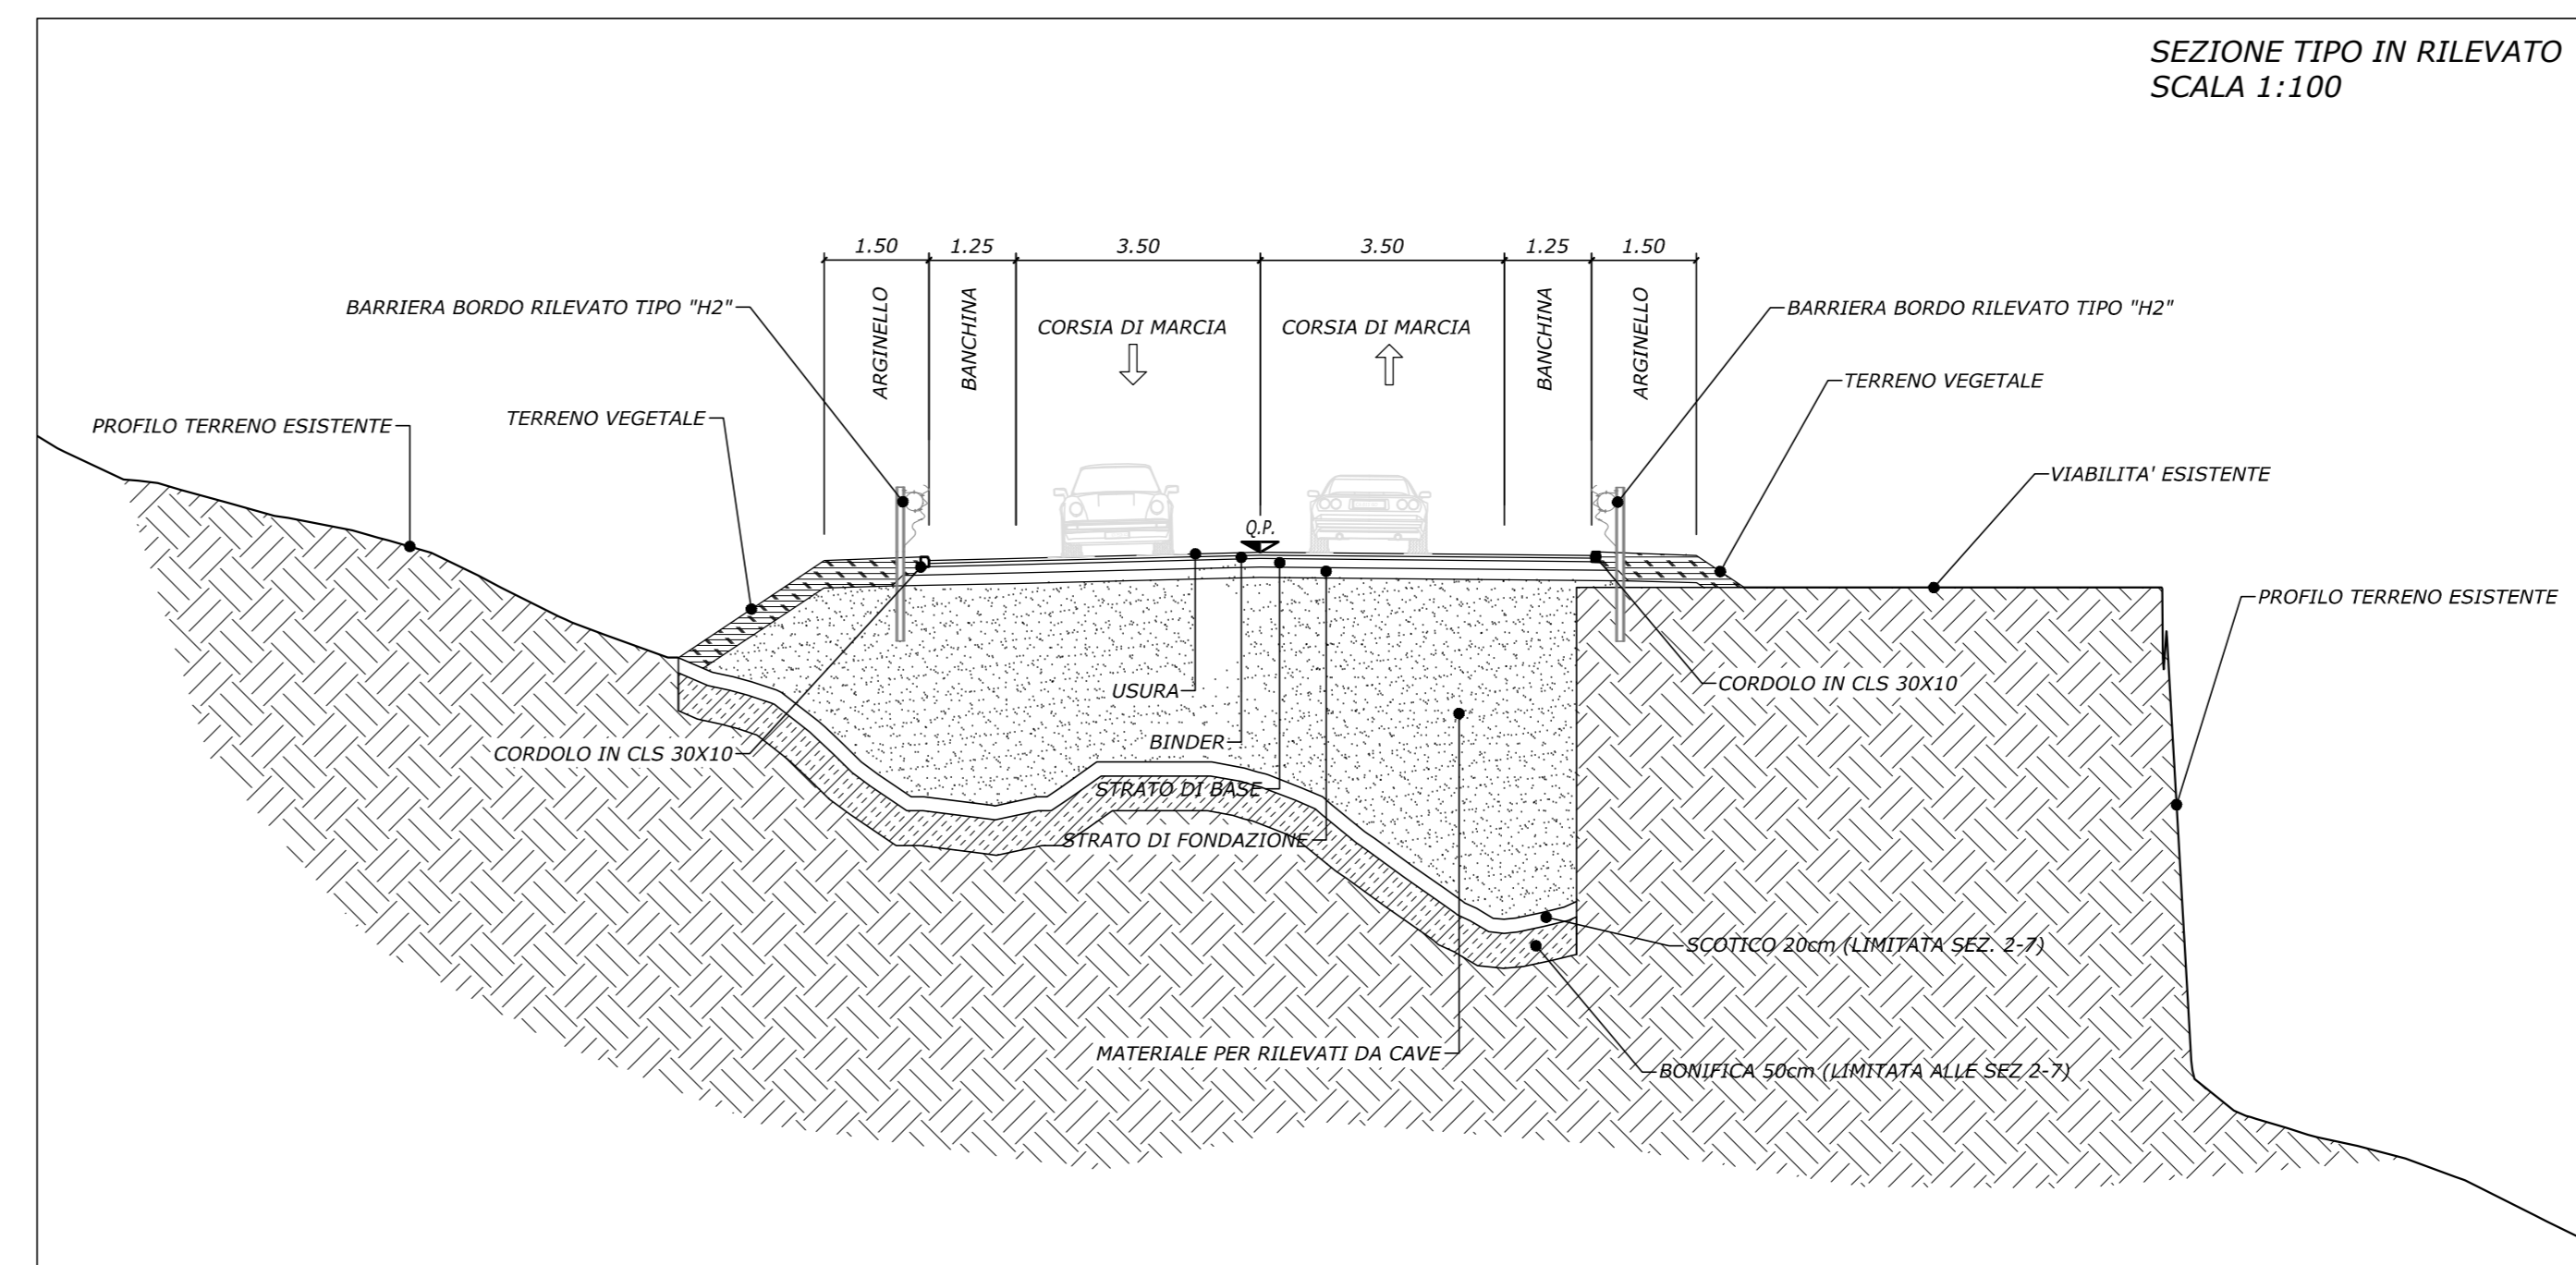 SEZIONE TIPO IN RILEVATO
SCALA 1:100
1.50
1.25
3.50
3.50
1.25
1.50
ARGINELLO
BANCHINA
CORSIA DI MARCIA
CORSIA DI MARCIA
BANCHINA
ARGINELLO
BARRIERA BORDO RILEVATO TIPO "H2"
BARRIERA BORDO RILEVATO TIPO "H2"
TERRENO VEGETALE
PROFILO TERRENO ESISTENTE
TERRENO VEGETALE
VIABILITA' ESISTENTE
Q.P.
PROFILO TERRENO ESISTENTE
USURA
CORDOLO IN CLS 30X10
BINDER
CORDOLO IN CLS 30X10
STRATO DI BASE
STRATO DI FONDAZIONE
SCOTICO 20cm (LIMITATA SEZ. 2-7)
MATERIALE PER RILEVATI DA CAVE
BONIFICA 50cm (LIMITATA ALLE SEZ 2-7)